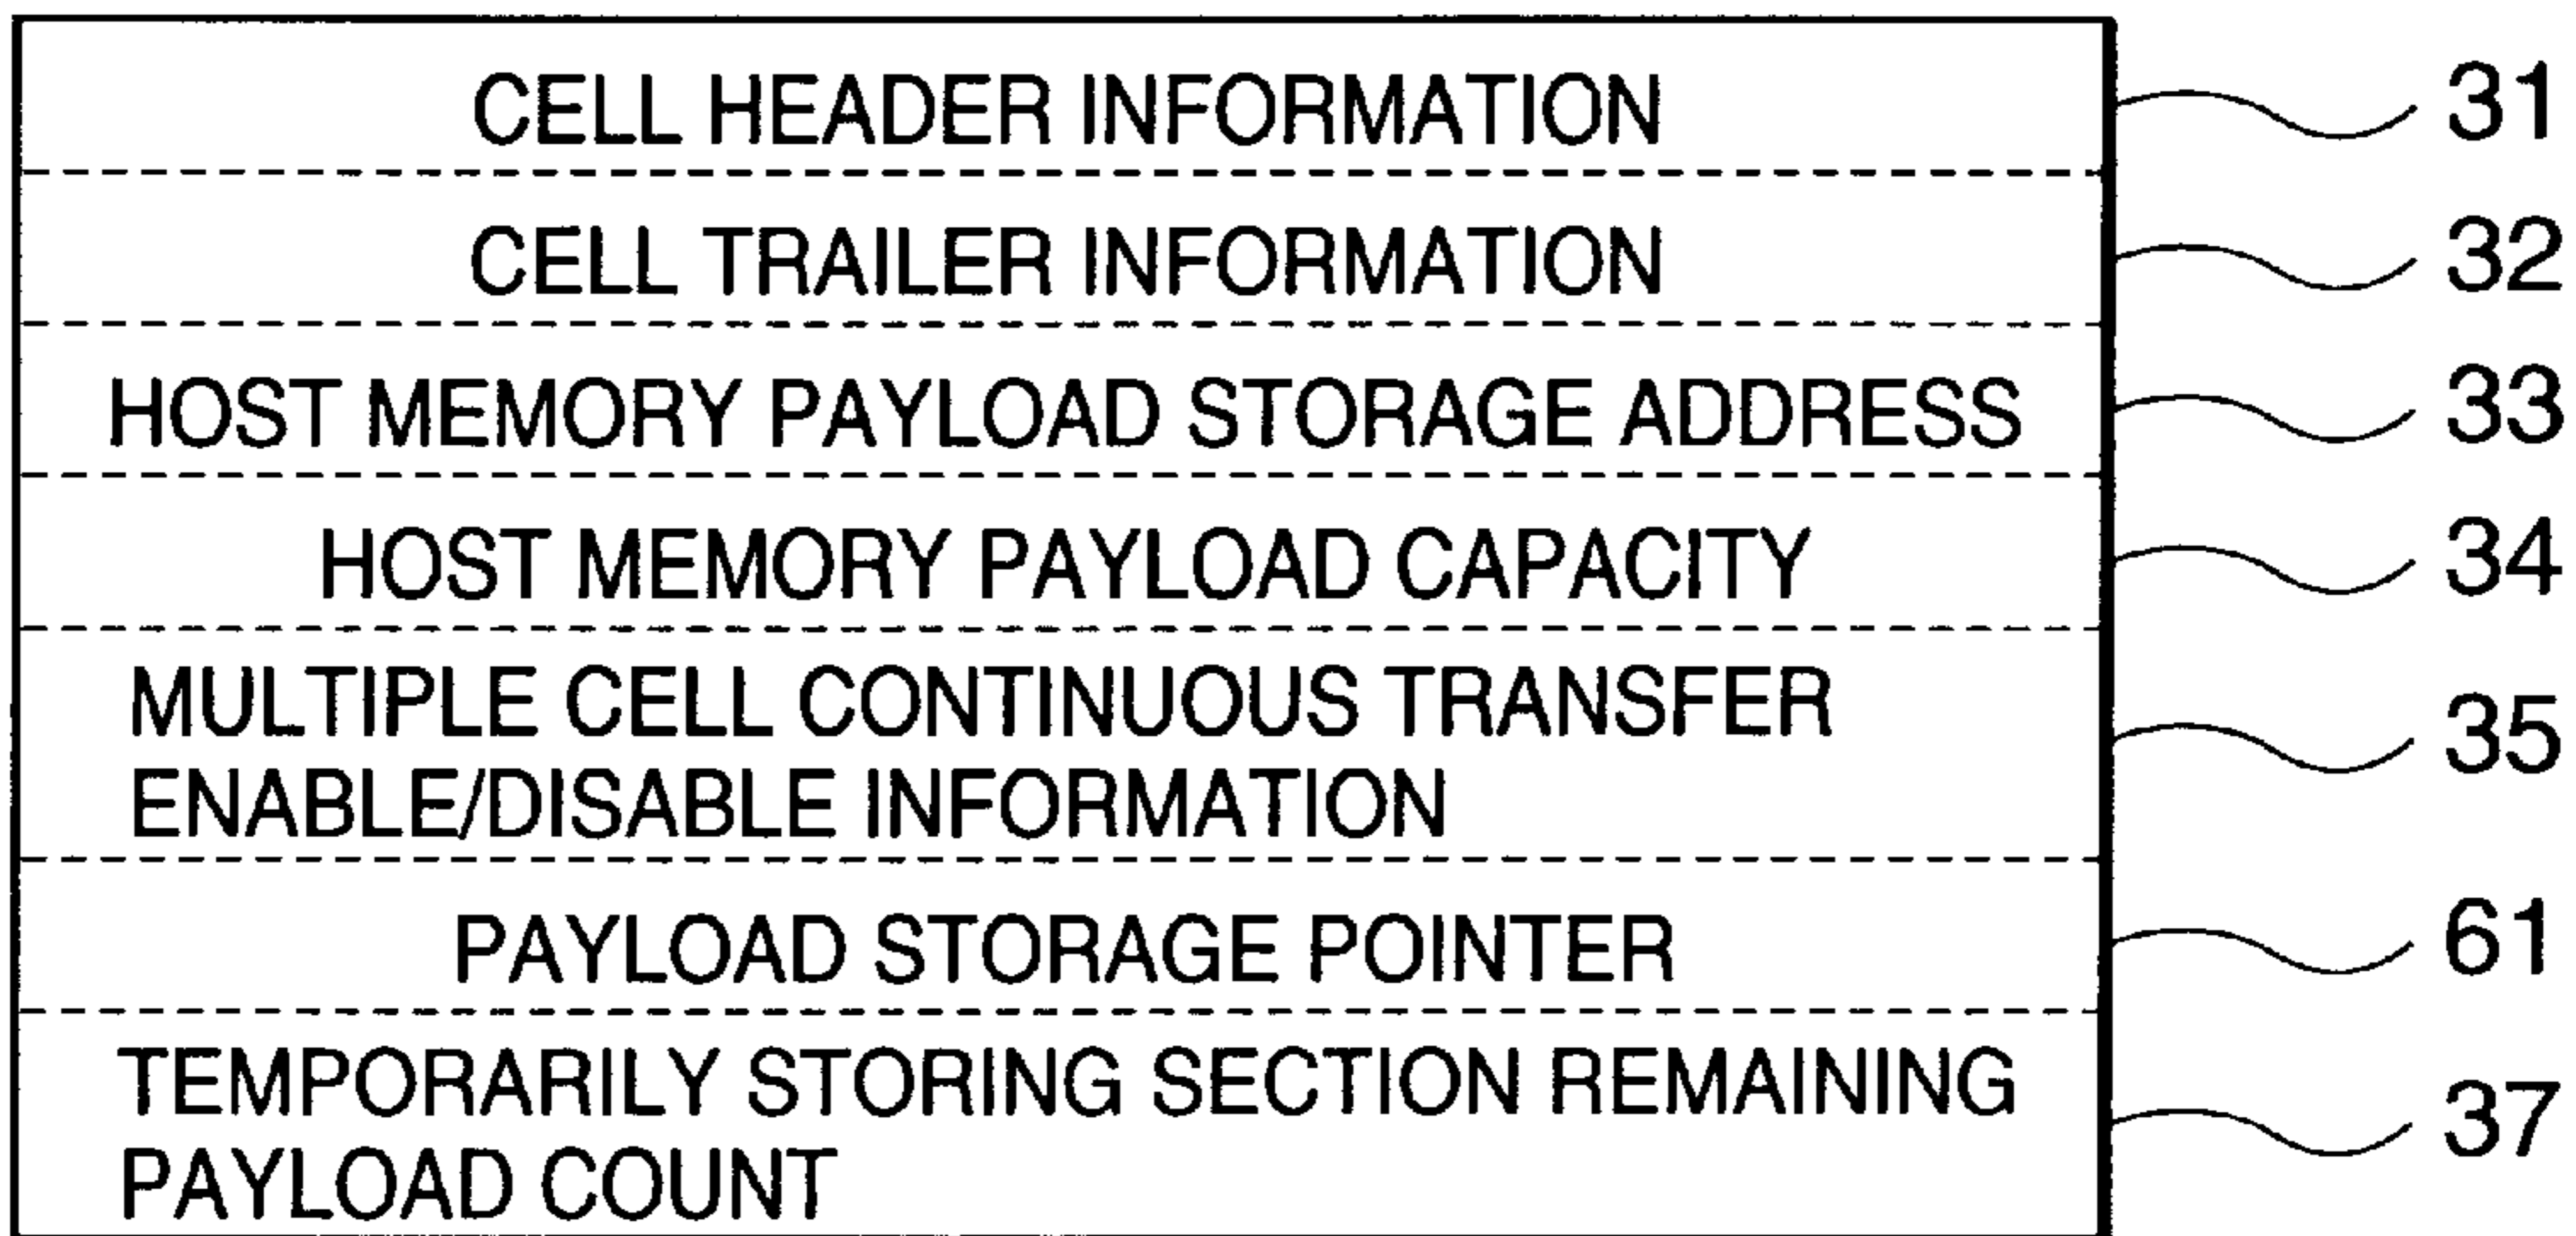 CELL HEADER INFORMATION 31
CELL TRAILER INFORMATION 32
HOST MEMORY PAYLOAD STORAGE ADDRESS 33
HOST MEMORY PAYLOAD CAPACITY 34
MULTIPLE CELL CONTINUOUS TRANSFER
ENABLE/DISABLE INFORMATION 35
PAYLOAD STORAGE POINTER 61
TEMPORARILY STORING SECTION REMAINING
PAYLOAD COUNT 37